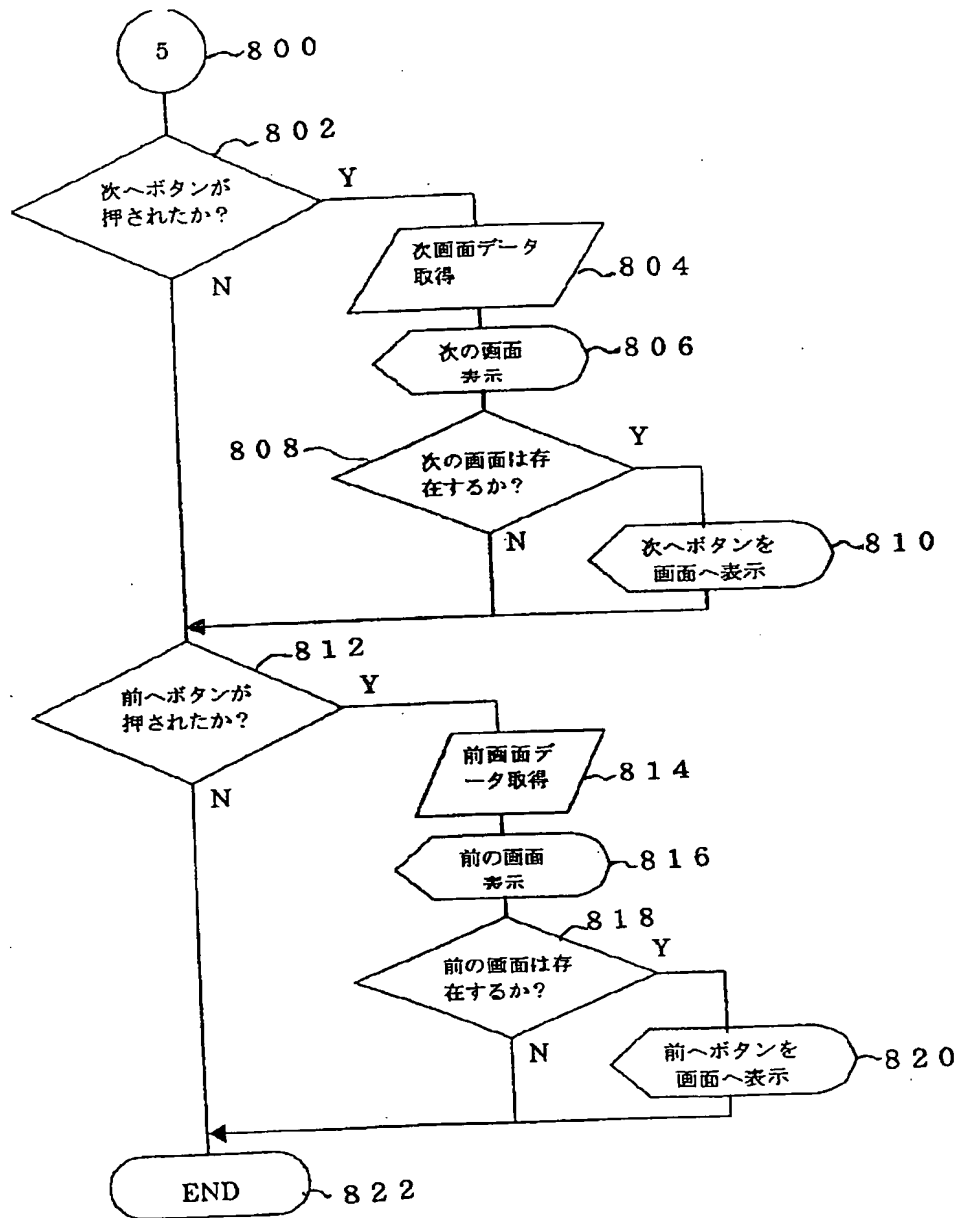 5
８００
８０２
次へボタンが
押されたか？
Y
N
次画面データ
取得
８０４
次の画面
表示
８０６
８０８
次の画面は存
在するか？
Y
N
次へボタンを
画面へ表示
８１０
８１２
前へボタンが
押されたか？
Y
N
前画面デ
ータ取得
８１４
前の画面
表示
８１６
８１８
前の画面は存
在するか？
Y
N
前へボタンを
画面へ表示
８２０
END
８２２